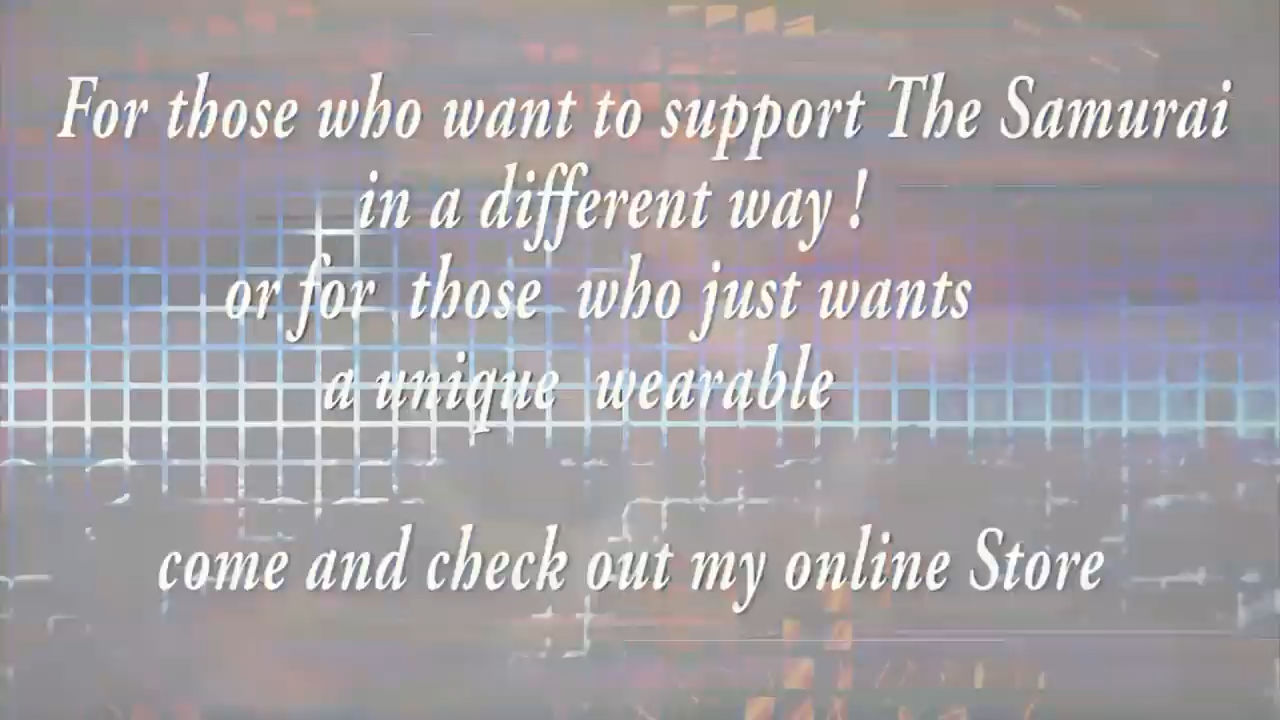 For those who want to support The Samurai
in a different way !
or for those who just wants
a unique wearable
come and check out my online Store